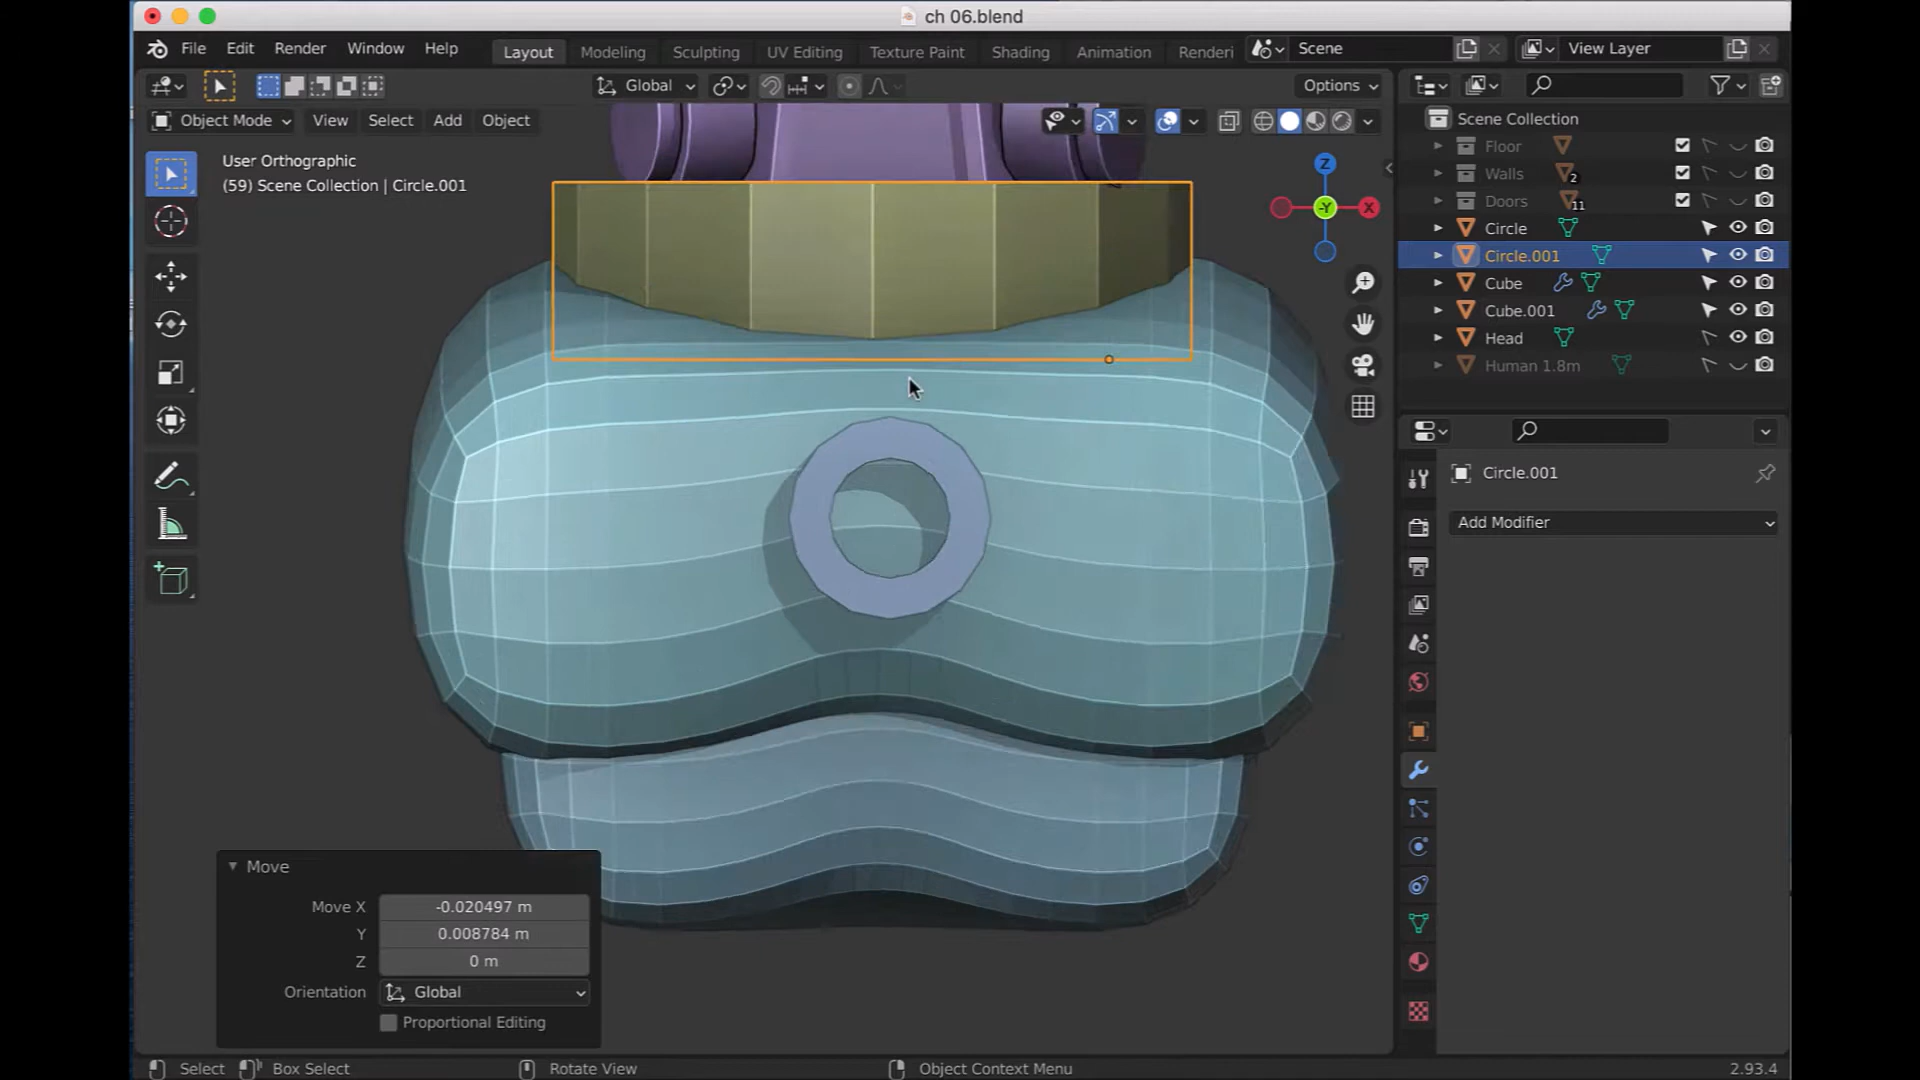 ch 06.blend
File Edit Render Window Help Layout Modeling Sculpting UV Editing Texture Paint Shading Animation Renderi Scene View Layer
Global Options
Object Mode View Select Add Object
User Orthographic
(59) Scene Collection | Circle.001
Z
-Y
X
Scene Collection
Floor
Walls 2
Doors 11
Circle
Circle.001
Cube
Cube.001
Head
Human 1.8m
Circle.001
Add Modifier
Move
Move X -0.020497 m
Y 0.008784 m
Z 0 m
Orientation Global
Proportional Editing
Select Box Select Rotate View Object Context Menu 2.93.4